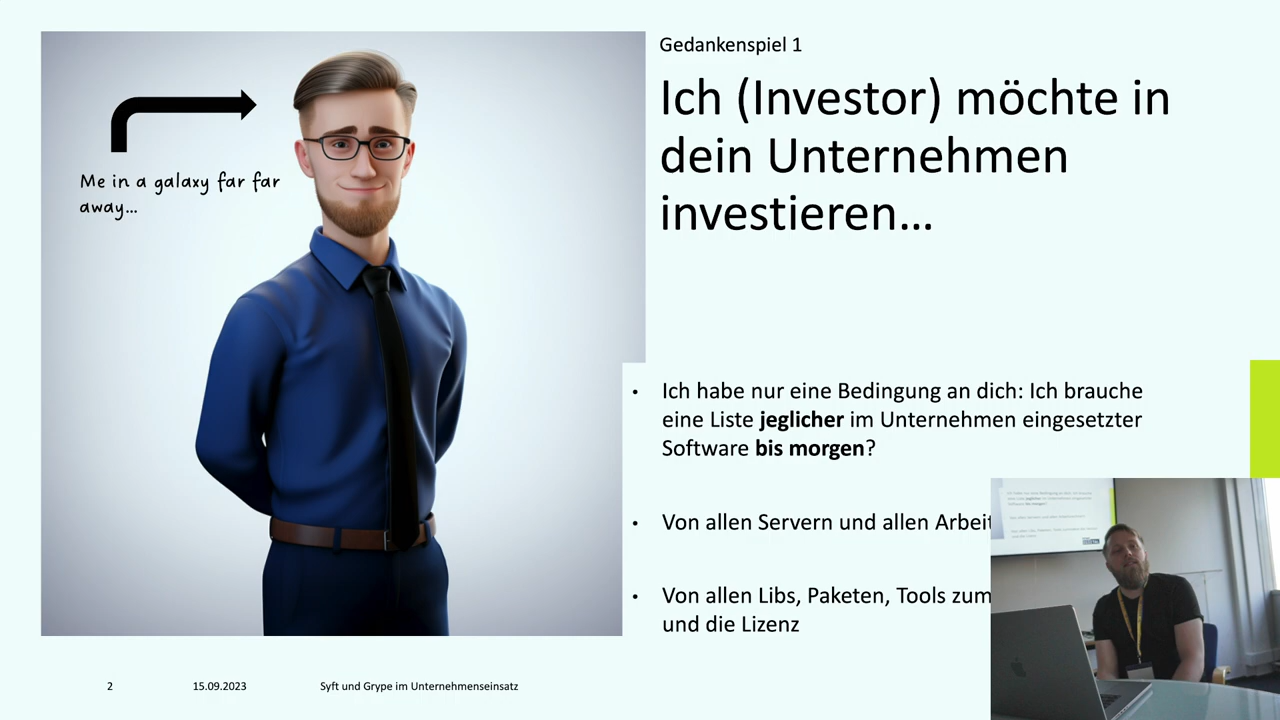 Gedankenspiel 1
Ich (Investor) möchte in
dein Unternehmen
investieren…
Me in a galaxy far far
away…
• Ich habe nur eine Bedingung an dich: Ich brauche
eine Liste jeglicher im Unternehmen eingesetzter
Software bis morgen?
• Von allen Servern und allen
• Von allen Libs, Paketen, Tools zum
und die Lizenz
2 15.09.2023 Syft und Grype im Unternehmenseinsatz